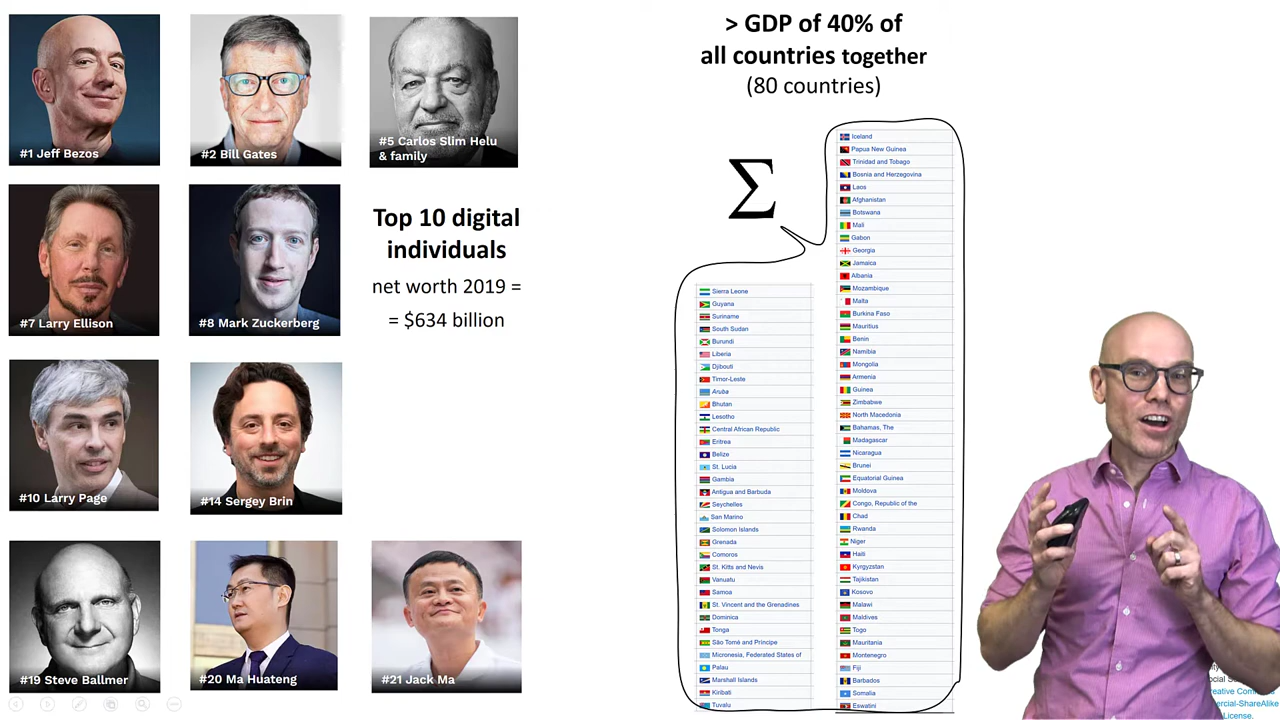 #1 Jeff Bezos
#2 Bill Gates
#5 Carlos Slim Helu
& family
#7 Larry Ellison
#8 Mark Zuckerberg
Top 10 digital
individuals
net worth 2019 =
= $634 billion
#10 Larry Page
#14 Sergey Brin
#19 Steve Ballmer
#20 Ma Huateng
#21 Jack Ma
> GDP of 40% of
all countries together
(80 countries)
Σ
Sierra Leone
Guyana
Suriname
South Sudan
Burundi
Liberia
Djibouti
Timor-Leste
Aruba
Bhutan
Lesotho
Central African Republic
Eritrea
Belize
St. Lucia
Gambia
Antigua and Barbuda
Seychelles
San Marino
Solomon Islands
Grenada
Comoros
St. Kitts and Nevis
Vanuatu
Samoa
St. Vincent and the Grenadines
Dominica
Tonga
São Tomé and Príncipe
Micronesia, Federated States of
Palau
Marshall Islands
Kiribati
Tuvalu
Iceland
Papua New Guinea
Trinidad and Tobago
Bosnia and Herzegovina
Laos
Afghanistan
Botswana
Mali
Gabon
Georgia
Jamaica
Albania
Mozambique
Malta
Burkina Faso
Mauritius
Benin
Namibia
Mongolia
Armenia
Guinea
Zimbabwe
North Macedonia
Bahamas, The
Madagascar
Nicaragua
Brunei
Equatorial Guinea
Moldova
Congo, Republic of the
Chad
Rwanda
Niger
Haiti
Kyrgyzstan
Tajikistan
Kosovo
Malawi
Maldives
Togo
Mauritania
Montenegro
Fiji
Barbados
Somalia
Eswatini
License.